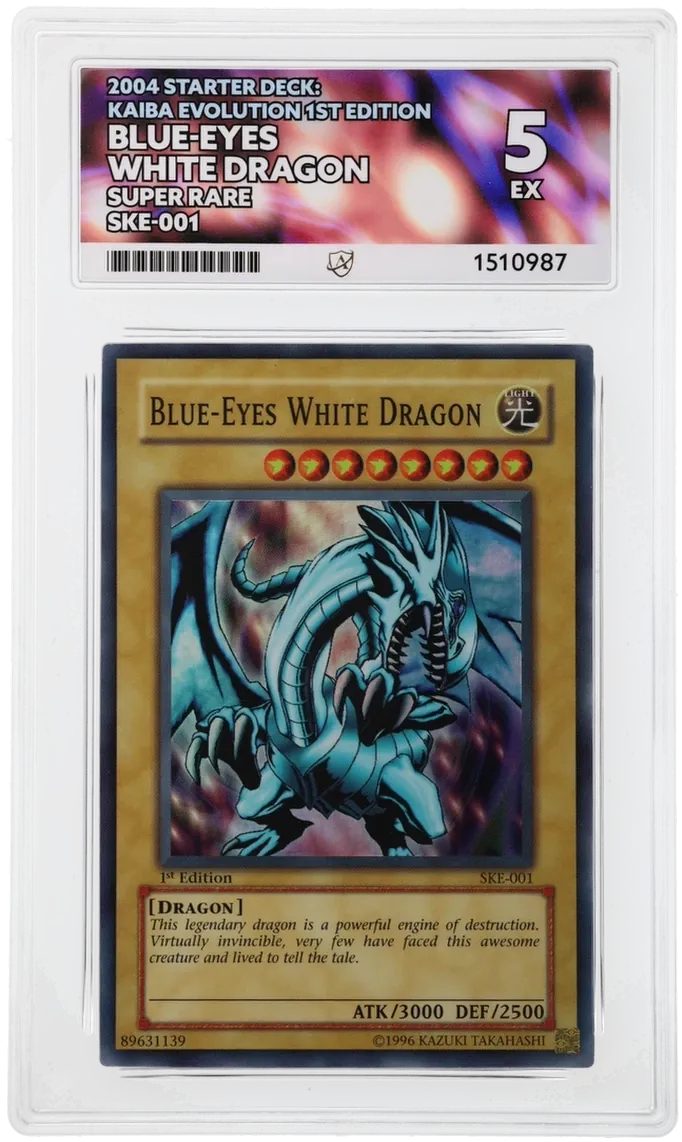 2004 STARTER DECK:
KAIBA EVOLUTION 1ST EDITION
BLUE-EYES
WHITE DRAGON
SUPER RARE
SKE-001
5
EX
A
1510987
BLUE-EYES WHITE DRAGON
LIGHT
光
1st Edition
SKE-001
[DRAGON]
This legendary dragon is a powerful engine of destruction.
Virtually invincible, very few have faced this awesome
creature and lived to tell the tale.
ATK/3000 DEF/2500
89631139
©1996 KAZUKI TAKAHASHI